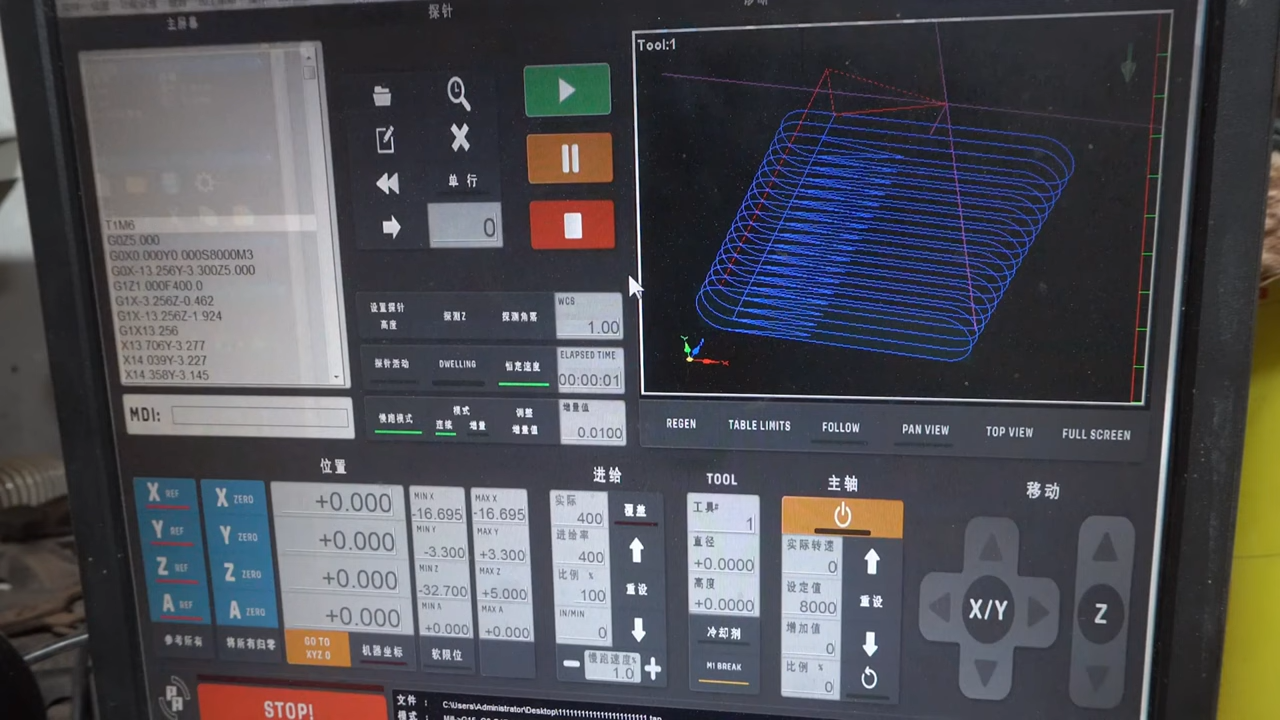 主屏幕
探针
诊断
T1M6
G0Z5.000
G0X0.000Y0.000S8000M3
G0X-13.256Y-3.300Z5.000
G1Z1.000F400.0
G1X-3.256Z-0.462
G1X-13.256Z-1.924
G1X13.256
X13.706Y-3.277
X14.039Y-3.227
X14.358Y-3.145
MDI:
单行
0
设置探针高度
探测Z
探测角落
WCS
1.00
探针活动
DWELLING
恒定速度
ELAPSED TIME
00:00:01
慢跑模式
模式
连续
增量
调整增量值
增量值
0.0100
Tool:1
REGEN
TABLE LIMITS
FOLLOW
PAN VIEW
TOP VIEW
FULL SCREEN
位置
X REF
X ZERO
+0.000
MIN X
-16.695
MAX X
-16.695
Y REF
Y ZERO
+0.000
MIN Y
-3.300
MAX Y
+3.300
Z REF
Z ZERO
+0.000
MIN Z
-32.700
MAX Z
+5.000
A REF
A ZERO
+0.000
MIN A
+0.000
MAX A
+0.000
参考所有
将所有归零
GO TO XYZ 0
机器坐标
软限位
进给
实际
400
覆盖
进给率
400
比例 %
100
重设
IN/MIN
0
慢跑速度%
1.0
TOOL
工具#
1
直径
+0.0000
高度
+0.0000
冷却剂
M1 BREAK
主轴
实际转速
0
设定值
8000
重设
增加值
0
比例 %
0
移动
X/Y
Z
STOP!
文件 :
模式 :